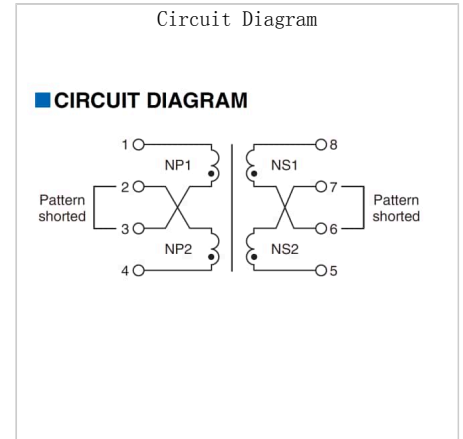 Circuit Diagram
CIRCUIT DIAGRAM
1
8
NP1
NS1
2
7
Pattern
shorted
Pattern
shorted
3
6
NP2
NS2
4
5